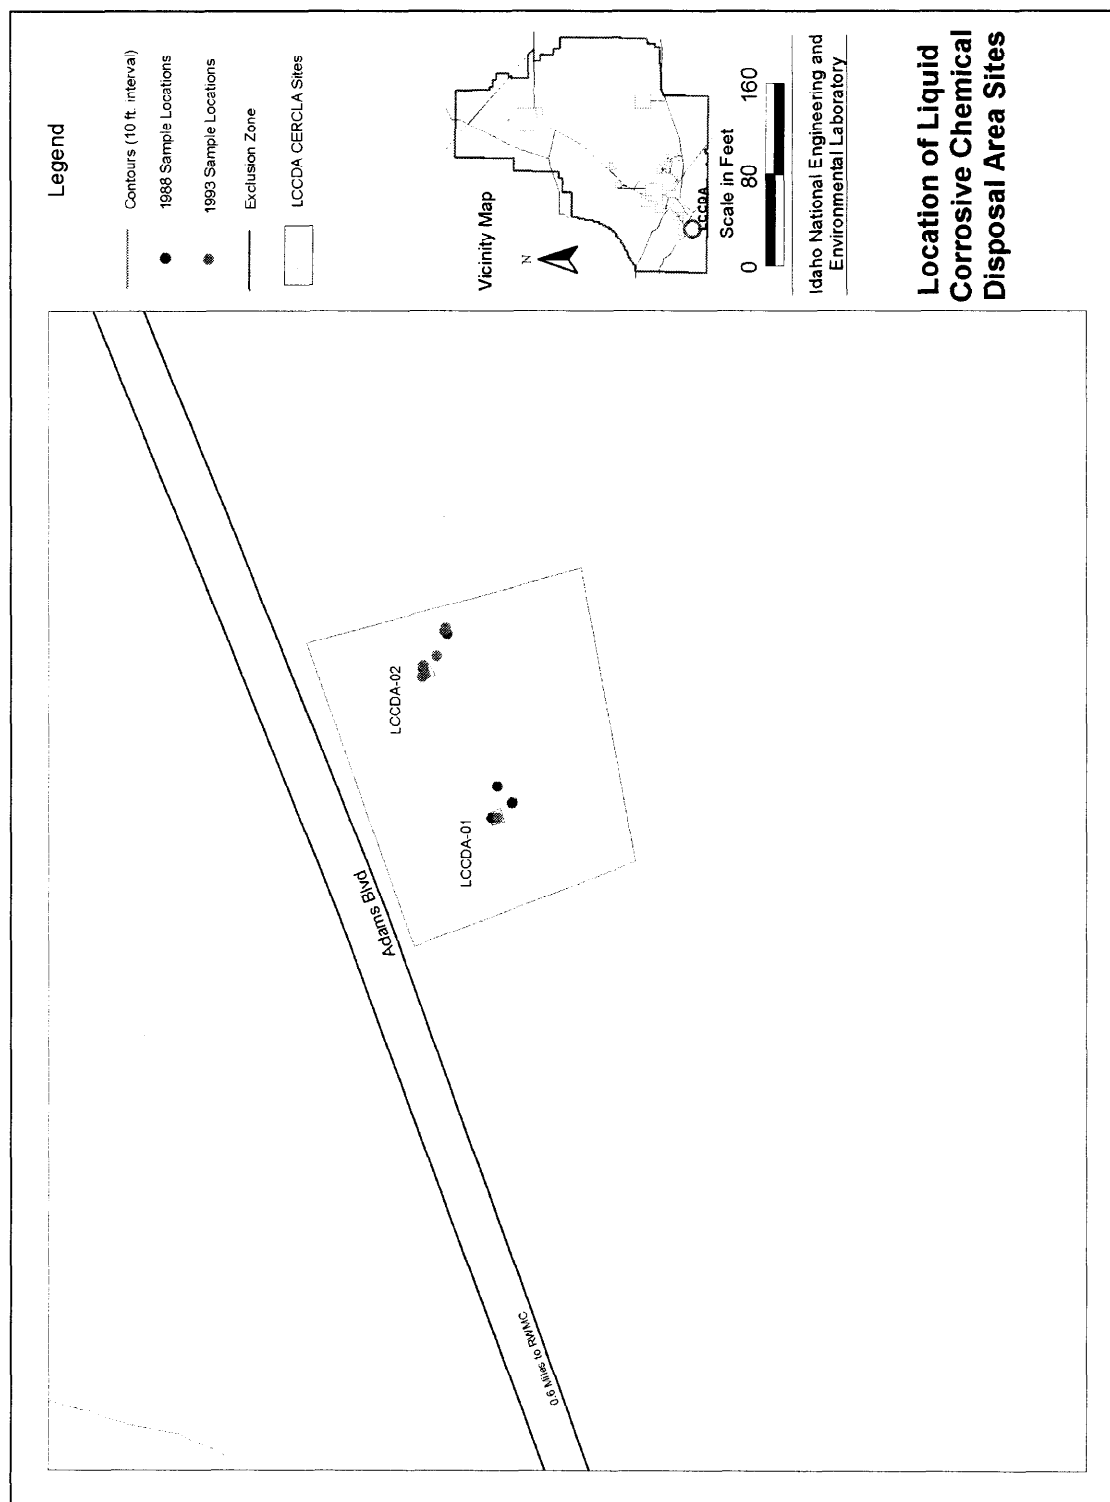 Legend
Contours (10 ft. interval)
1988 Sample Locations
1993 Sample Locations
Exclusion Zone
LCCDA CERCLA Sites
Vicinity Map
N
LCCDA
Scale in Feet
0 80 160
Idaho National Engineering and
Environmental Laboratory
Location of Liquid
Corrosive Chemical
Disposal Area Sites
LCCDA-02
LCCDA-01
Adams Blvd.
0.6 Miles to RWMC